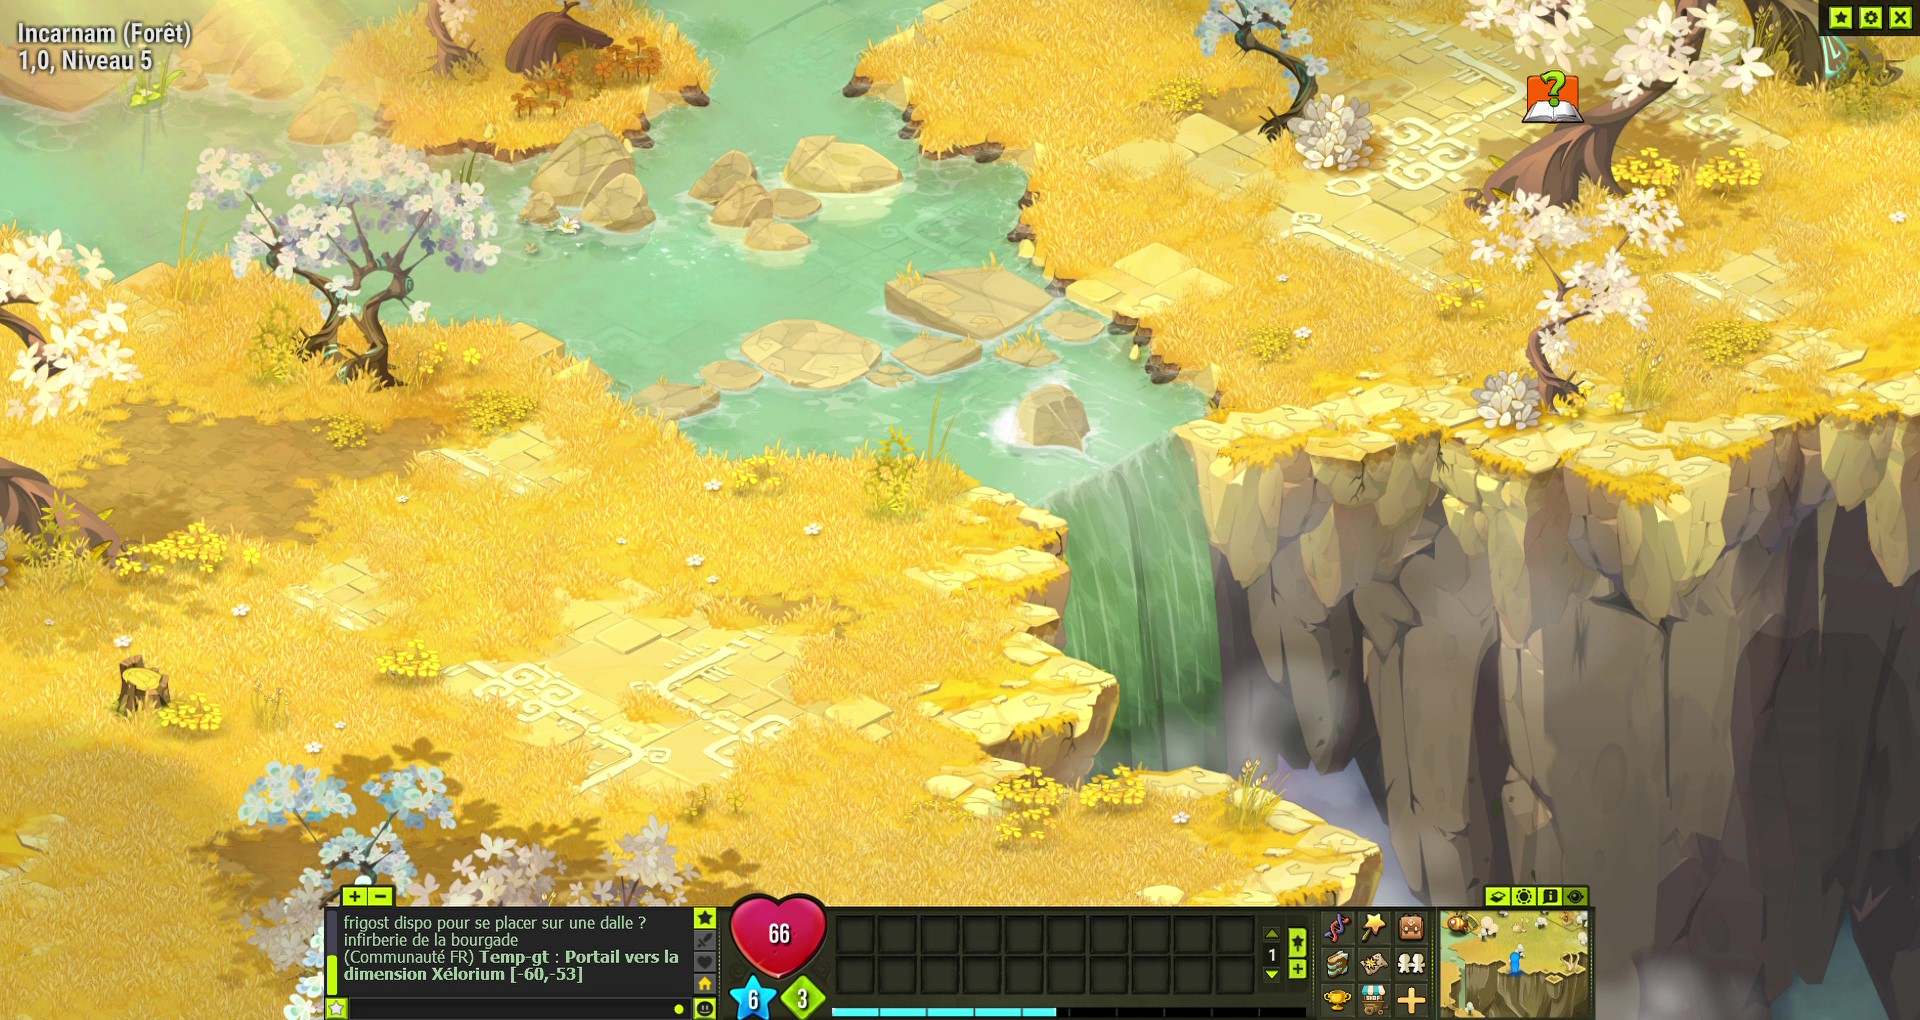 Incarnam (Forêt)
1,0, Niveau 5
frigost dispo pour se placer sur une dalle ?
infirberie de la bourgade
(Communauté FR) Temp-gt : Portail vers la
dimension Xélorium [-60,-53]
66
6
3
1
SHOP